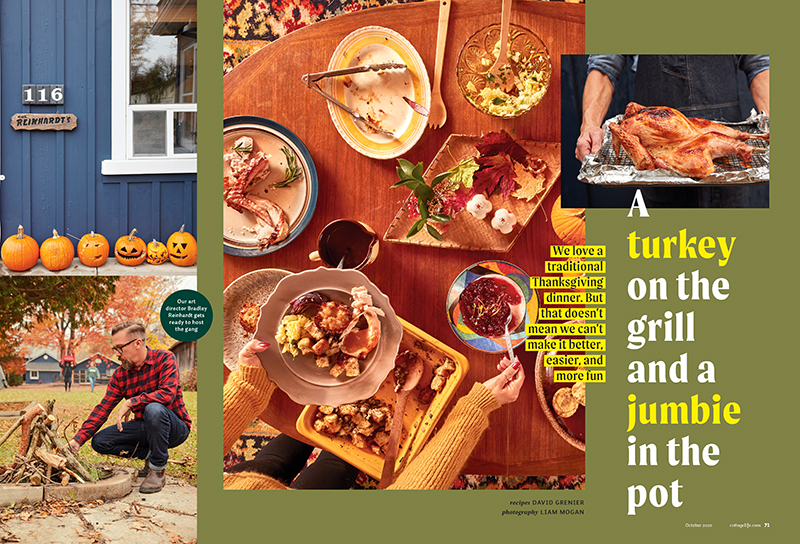 116
THE REINHARDTS
Our art
director Bradley
Reinhardt gets
ready to host
the gang
We love a
traditional
Thanksgiving
dinner. But
that doesn't
mean we can't
make it better,
easier, and
more fun
recipes DAVID GRENIER
photography LIAM MOGAN
A
turkey
on the
grill
and a
jumbie
in the
pot
October 2020
cottagelife.com 71